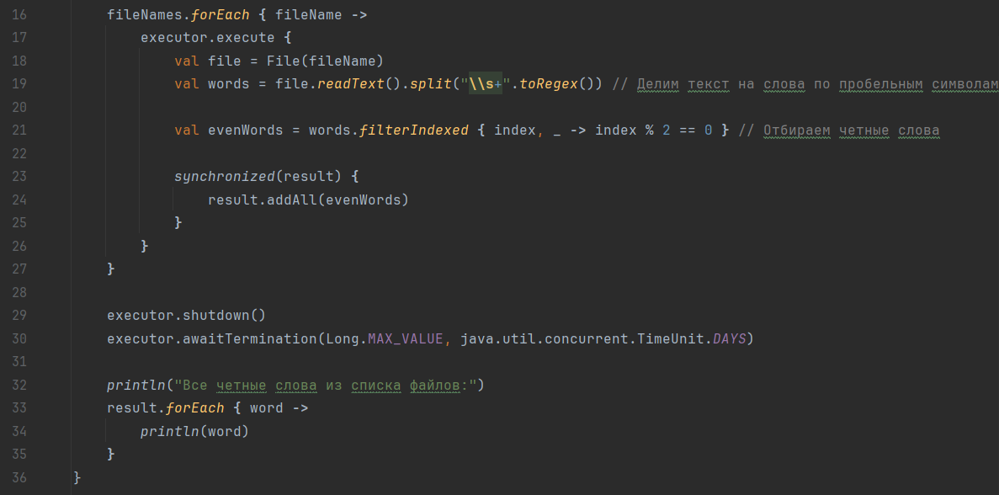 16 fileNames.forEach { fileName ->
17 executor.execute {
18 val file = File(fileName)
19 val words = file.readText().split("\\s+".toRegex()) // Делим текст на слова по пробельным символам
20
21 val evenWords = words.filterIndexed { index, _ -> index % 2 == 0 } // Отбираем четные слова
22
23 synchronized(result) {
24 result.addAll(evenWords)
25 }
26 }
27 }
28
29 executor.shutdown()
30 executor.awaitTermination(Long.MAX_VALUE, java.util.concurrent.TimeUnit.DAYS)
31
32 println("Все четные слова из списка файлов:")
33 result.forEach { word ->
34 println(word)
35 }
36 }